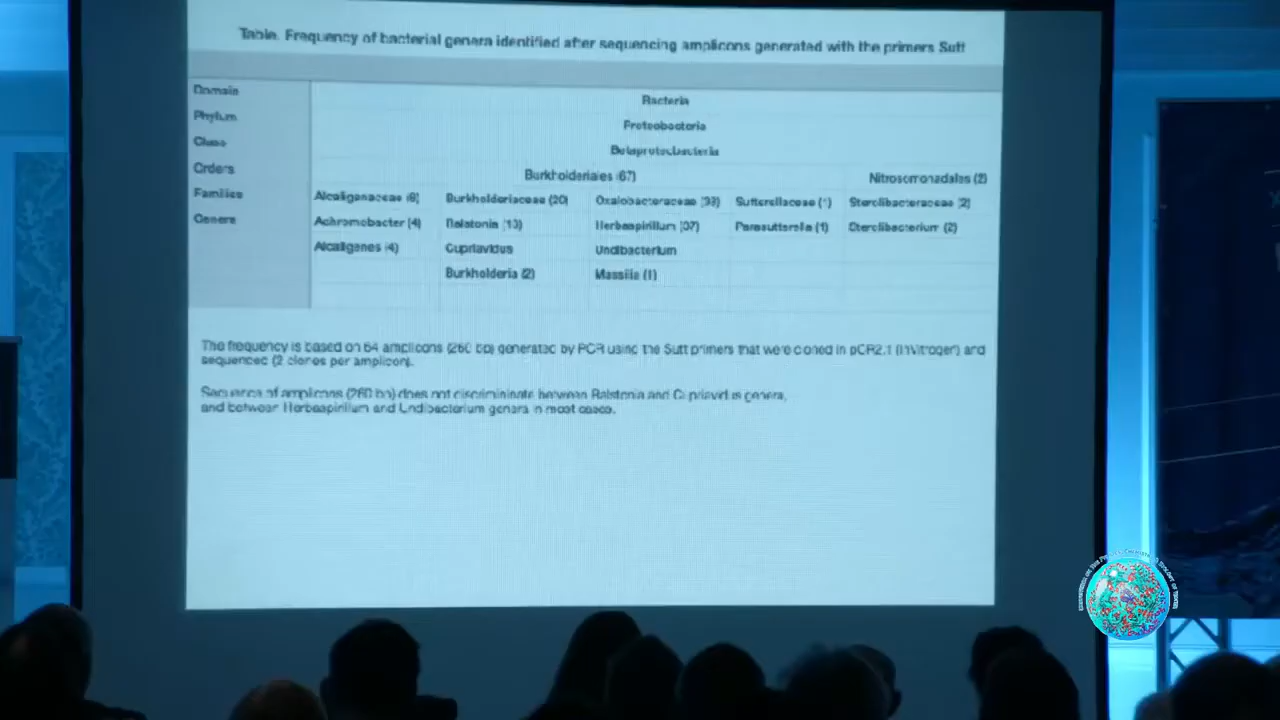 Table. Frequency of bacterial genera identified after sequencing amplicons generated with the primers Sutt
Domain Bacteria
Phylum Proteobacteria
Class Betaproteobacteria
Orders Burkholderiales (67) Nitrosomonadales (2)
Families Alcaligenaceae Burkholderiaceae (20) Oxalobacteraceae Sutterellaceae (1) Sterolibacteraceae (2)
Genera Achromobacter (4) Ralstonia (13) Herbaspirillum (37) Parasutterella (1) Sterolibacterium (2)
Alcaligenes (4) Cupriavidus Undibacterium
Burkholderia (2) Massilia (1)
The frequency is based on 64 amplicons (260 bp) generated by PCR using the Sutt primers that were cloned in pCR2.1 (InVitrogen) and
sequenced (2 clones per amplicon).
Sequence of amplicons (260 bp) does not discrimininate between Ralstonia and Cupriavidus genera,
and between Herbaspirillum and Undibacterium genera in most cases.